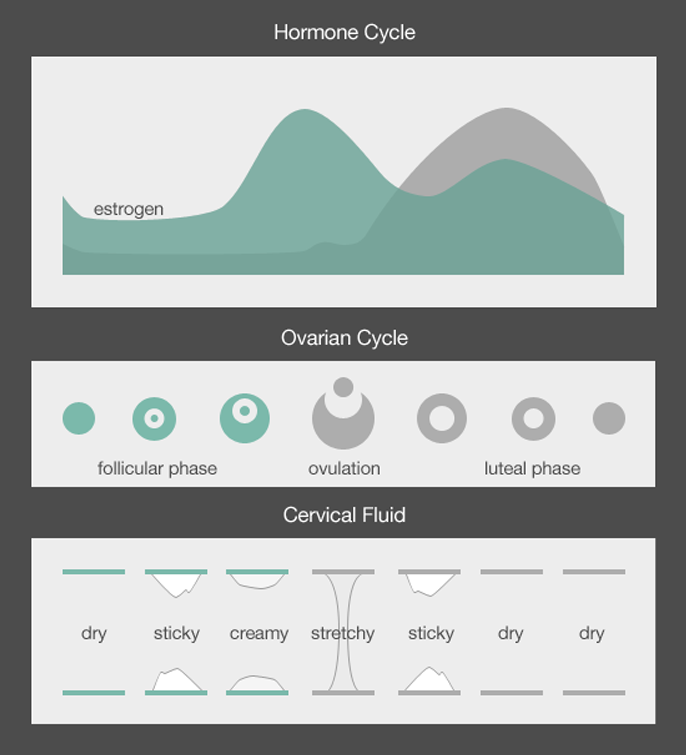 Hormone Cycle
estrogen
Ovarian Cycle
follicular phase ovulation luteal phase
Cervical Fluid
dry sticky creamy stretchy sticky dry dry